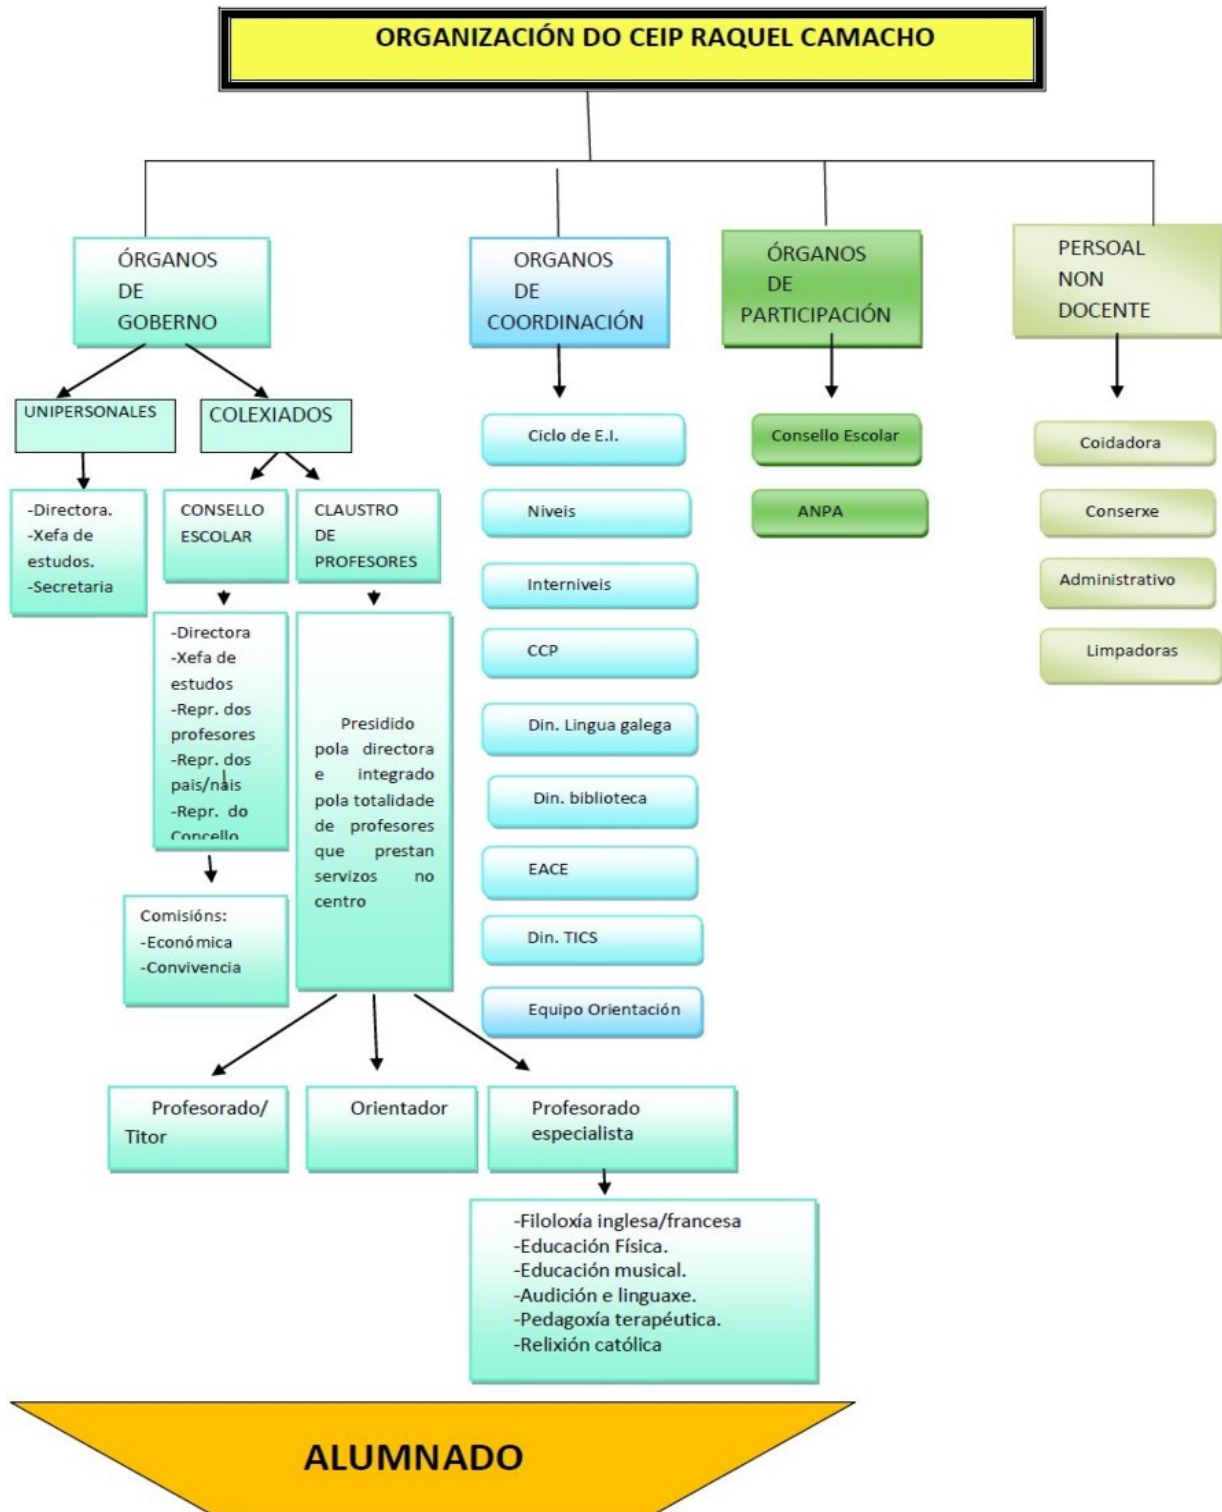 ORGANIZACIÓN DO CEIP RAQUEL CAMACHO
ÓRGANOS
DE
GOBERNO
ORGANOS
DE
COORDINACIÓN
ÓRGANOS
DE
PARTICIPACIÓN
PERSOAL
NON
DOCENTE
UNIPERSONALES
COLEXIADOS
-Directora.
-Xefa de
estudos.
-Secretaria
CONSELLO
ESCOLAR
CLAUSTRO
DE
PROFESORES
-Directora
-Xefa de
estudos
-Repr. dos
profesores
-Repr. dos
pais/nais
-Repr. do
Concello
Comisións:
-Económica
-Convivencia
Presidido
pola directora
e integrado
pola totalidade
de profesores
que prestan
servizos no
centro
Profesorado/
Titor
Orientador
Profesorado
especialista
-Filoloxía inglesa/francesa
-Educación Física.
-Educación musical.
-Audición e linguaxe.
-Pedagoxía terapéutica.
-Relixión católica
Ciclo de E.I.
Niveis
Interniveis
CCP
Din. Lingua galega
Din. biblioteca
EACE
Din. TICS
Equipo Orientación
Consello Escolar
ANPA
Coidadora
Conserxe
Administrativo
Limpadoras
ALUMNADO